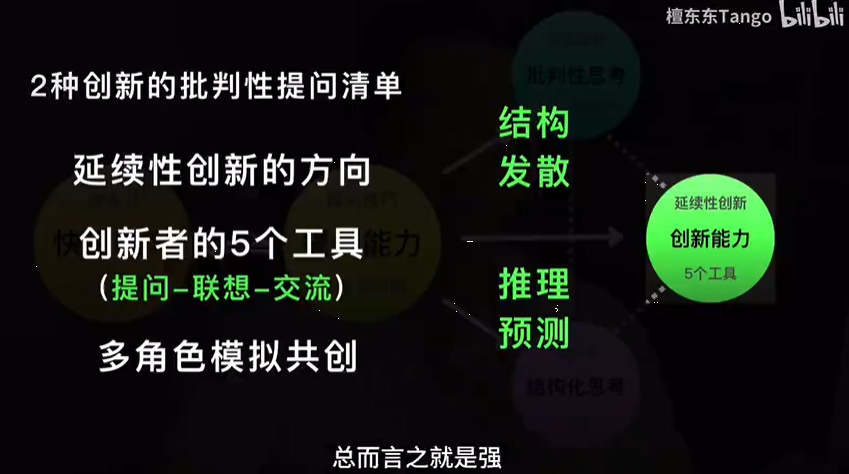 檀东东Tango bilibili
2种创新的批判性提问清单
延续性创新的方向
创新者的5个工具
（提问-联想-交流）
多角色模拟共创
批判性思考
结构
发散
推理
预测
延续性创新
创新能力
5个工具
结构化思考
总而言之就是强